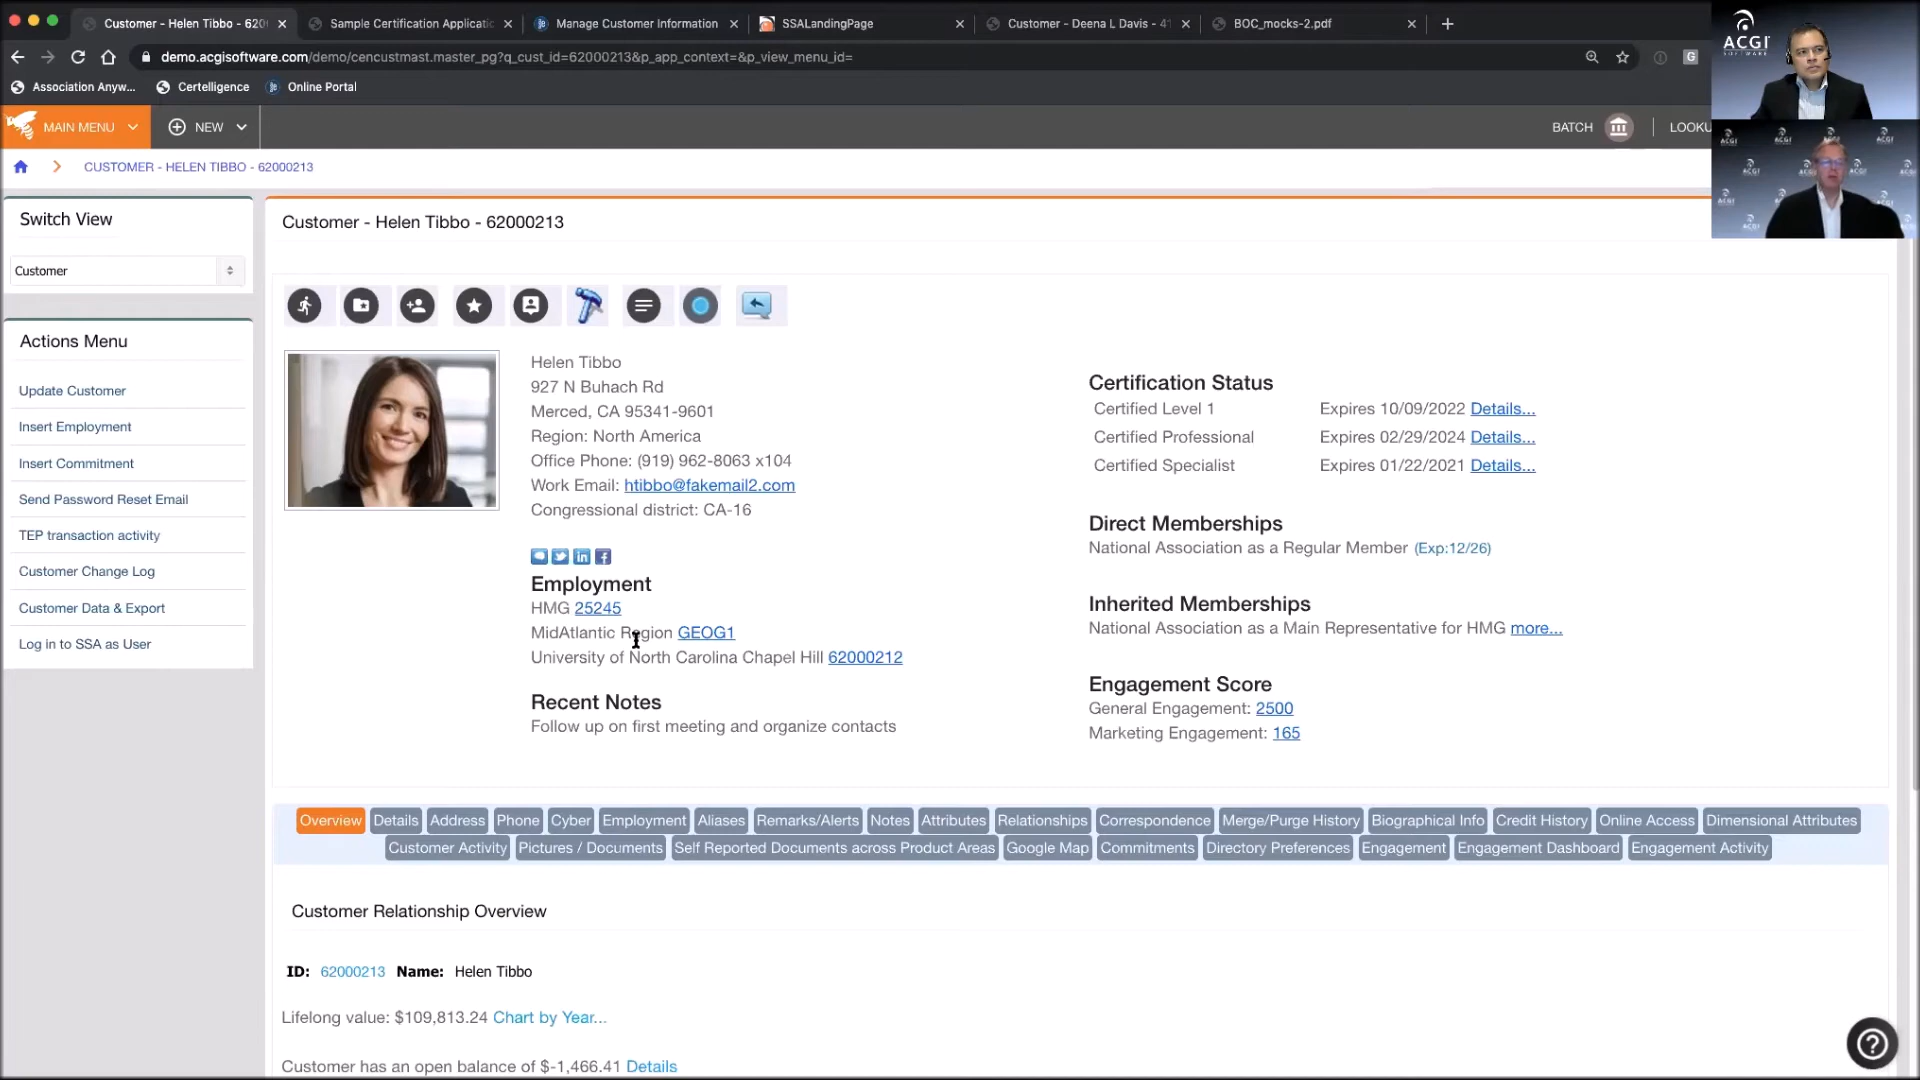 Customer - Helen Tibbo - 620
Sample Certification Applicatio
Manage Customer Information
SSALandingPage
Customer - Deena L Davis - 41
BOC_mocks-2.pdf
demo.acgisoftware.com/demo/cencustmast.master_pg?q_cust_id=62000213&p_app_context=&p_view_menu_id=
Association Anyw...
Certelligence
Online Portal
MAIN MENU
NEW
BATCH
LOOKU
ACGI
SOFTWARE
CUSTOMER - HELEN TIBBO - 62000213
Switch View
Customer
Actions Menu
Update Customer
Insert Employment
Insert Commitment
Send Password Reset Email
TEP transaction activity
Customer Change Log
Customer Data & Export
Log in to SSA as User
Customer - Helen Tibbo - 62000213
Helen Tibbo
927 N Buhach Rd
Merced, CA 95341-9601
Region: North America
Office Phone: (919) 962-8063 x104
Work Email: htibbo@fakemail2.com
Congressional district: CA-16
Employment
HMG 25245
MidAtlantic Region GEOG1
University of North Carolina Chapel Hill 62000212
Recent Notes
Follow up on first meeting and organize contacts
Certification Status
Certified Level 1 Expires 10/09/2022 Details...
Certified Professional Expires 02/29/2024 Details...
Certified Specialist Expires 01/22/2021 Details...
Direct Memberships
National Association as a Regular Member (Exp:12/26)
Inherited Memberships
National Association as a Main Representative for HMG more...
Engagement Score
General Engagement: 2500
Marketing Engagement: 165
Overview Details Address Phone Cyber Employment Aliases Remarks/Alerts Notes Attributes Relationships Correspondence Merge/Purge History Biographical Info Credit History Online Access Dimensional Attributes
Customer Activity Pictures / Documents Self Reported Documents across Product Areas Google Map Commitments Directory Preferences Engagement Engagement Dashboard Engagement Activity
Customer Relationship Overview
ID: 62000213 Name: Helen Tibbo
Lifelong value: $109,813.24 Chart by Year...
Customer has an open balance of $-1,466.41 Details